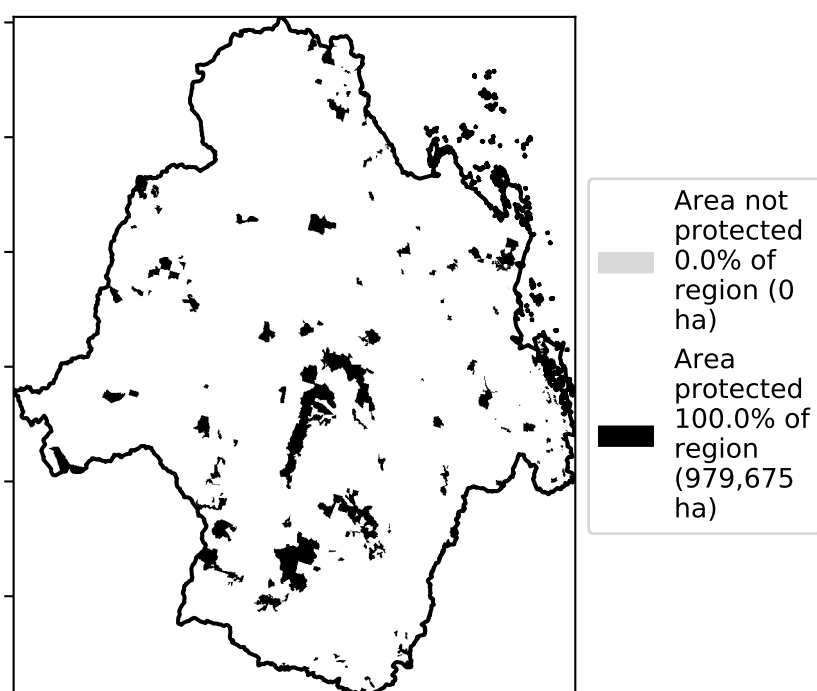 Area not
protected
0.0% of
region (0
ha)
Area
protected
100.0% of
region
(979,675
ha)